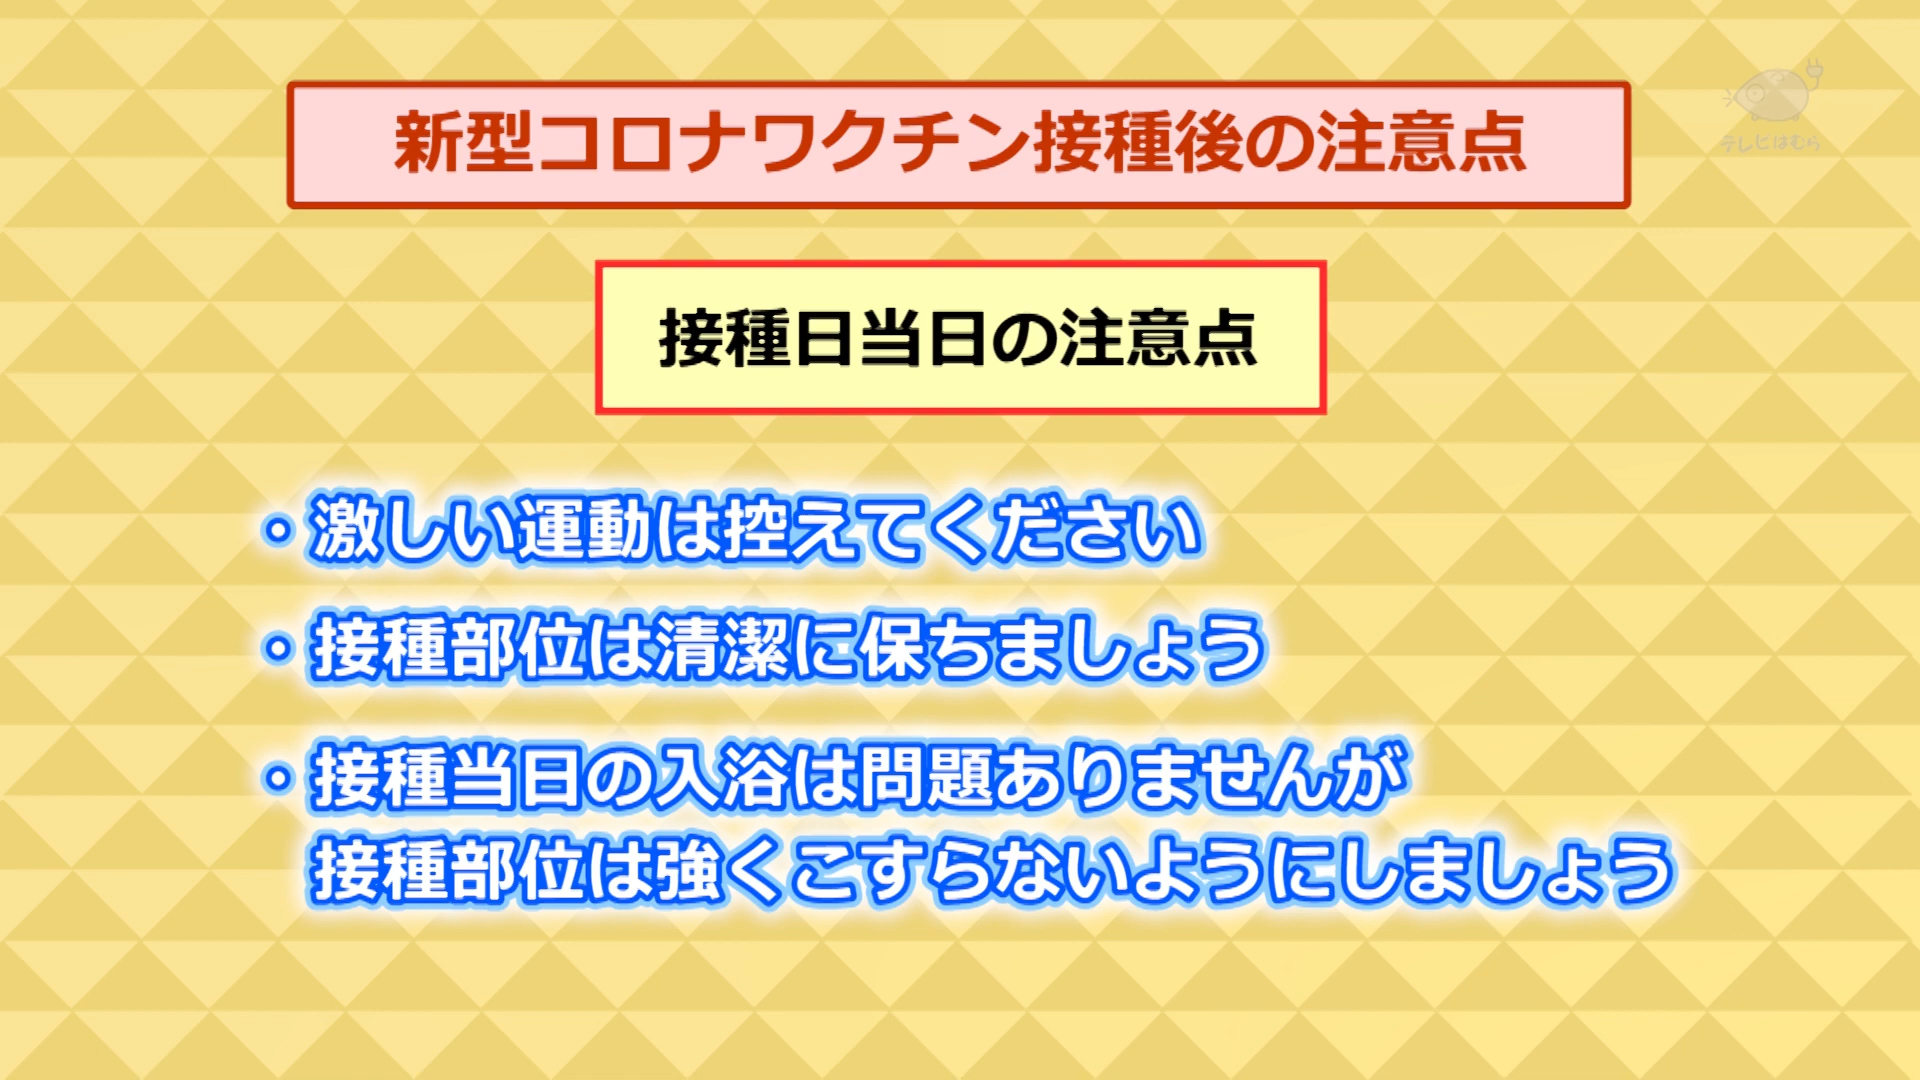 新型コロナワクチン接種後の注意点
テレビはむら
接種日当日の注意点
・激しい運動は控えてください
・接種部位は清潔に保ちましょう
・接種当日の入浴は問題ありませんが
接種部位は強くこすらないようにしましょう